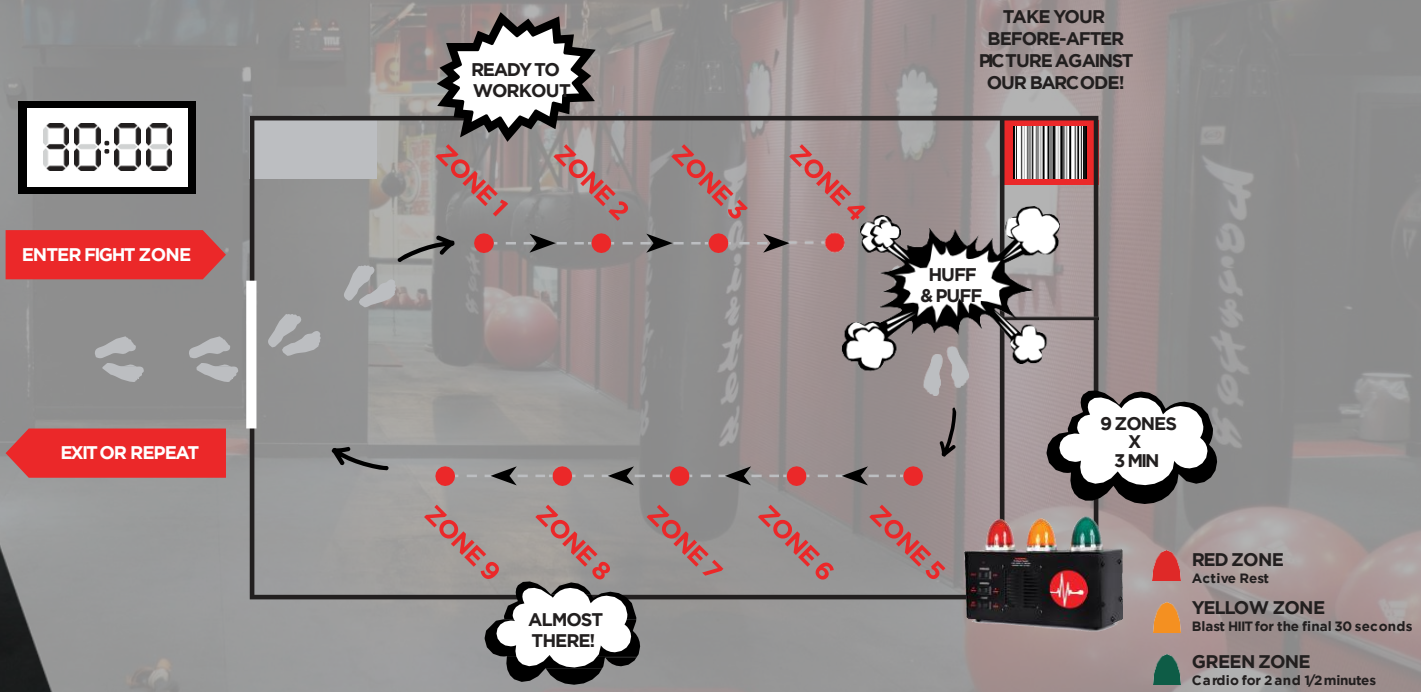 TAKE YOUR
BEFORE-AFTER
PICTURE AGAINST
OUR BARCODE!
READY TO
WORKOUT
30:00
ZONE 1
ZONE 2
ZONE 3
ZONE 4
ENTER FIGHT ZONE
HUFF
& PUFF
9 ZONES
X
3 MIN
EXIT OR REPEAT
ZONE 9
ZONE 8
ZONE 7
ZONE 6
ZONE 5
ALMOST
THERE!
RED ZONE
Active Rest
YELLOW ZONE
Blast HIIT for the final 30 seconds
GREEN ZONE
Cardio for 2 and 1/2 minutes